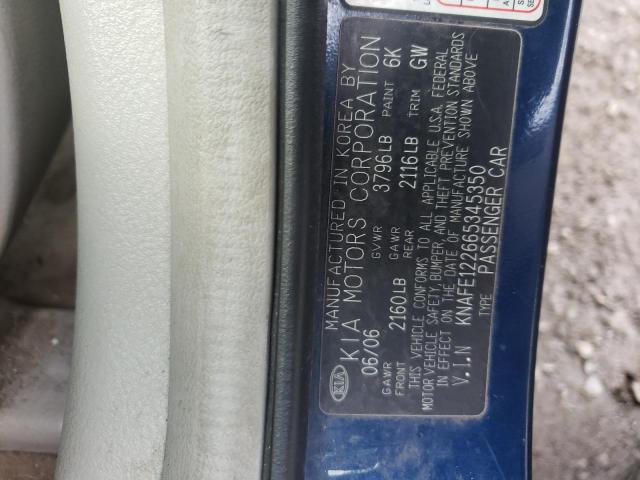 MANUFACTURED IN KOREA BY
KIA MOTORS CORPORATION
06/06 GVWR 3796LB PAINT 6K
GAWR FRONT 2160LB GAWR REAR 2116LB TRIM GW
THIS VEHICLE CONFORMS TO ALL APPLICABLE U.S.A. FEDERAL
MOTOR VEHICLE SAFETY, BUMPER, AND THEFT PREVENTION STANDARDS
IN EFFECT ON THE DATE OF MANUFACTURE SHOWN ABOVE
V.I.N KNAFE122665345350
TYPE PASSENGER CAR
KIA